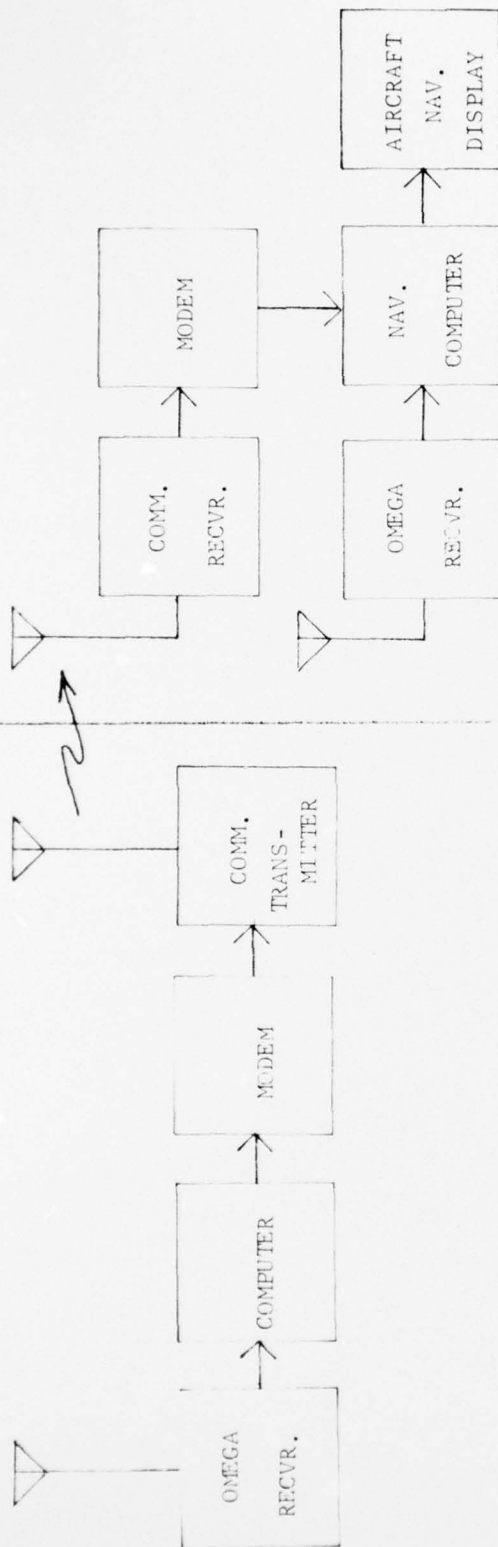 OMEGA
RECVR.
COMPUTER
MODEM
COMM.
TRANS-
MITTER
COMM.
RECVR.
MODEM
OMEGA
RECVR.
NAV.
COMPUTER
AIRCRAFT
NAV.
DISPLAY